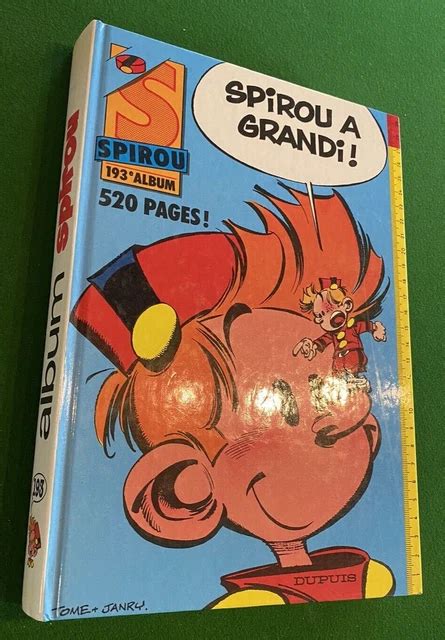 S
SPIROU
193e ALBUM
520 PAGES!
SPIROU A
GRANDI!
album spirou
193
DUPUIS
TOME + JANRY.